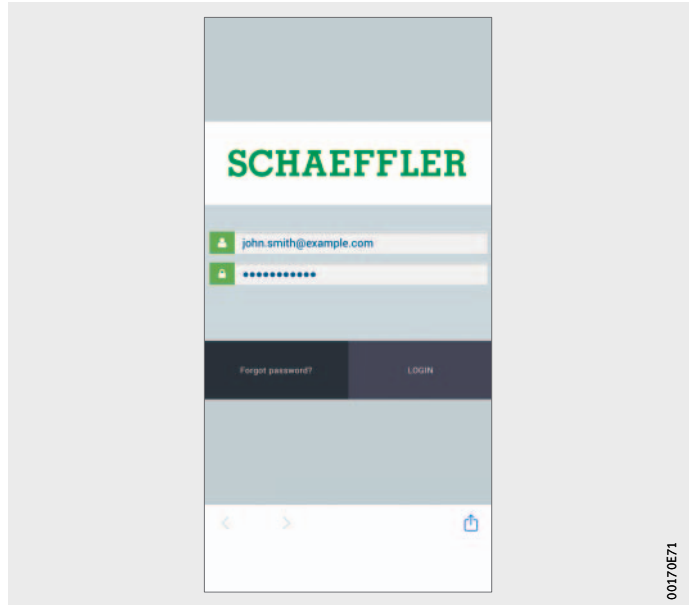 SCHAEFFLER
john.smith@example.com
•••••••••••
Forgot password?
LOGIN
00170E71